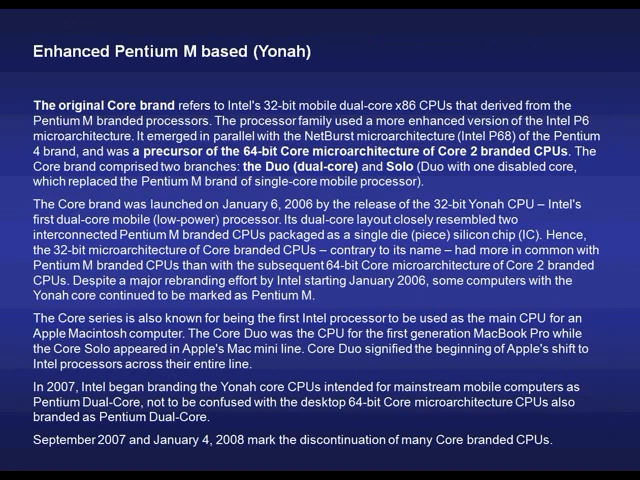 Enhanced Pentium M based (Yonah)
The original Core brand refers to Intel's 32-bit mobile dual-core x86 CPUs that derived from the
Pentium M branded processors. The processor family used a more enhanced version of the Intel P6
microarchitecture. It emerged in parallel with the NetBurst microarchitecture (Intel P68) of the Pentium
4 brand, and was a precursor of the 64-bit Core microarchitecture of Core 2 branded CPUs. The
Core brand comprised two branches: the Duo (dual-core) and Solo (Duo with one disabled core,
which replaced the Pentium M brand of single-core mobile processor).
The Core brand was launched on January 6, 2006 by the release of the 32-bit Yonah CPU – Intel's
first dual-core mobile (low-power) processor. Its dual-core layout closely resembled two
interconnected Pentium M branded CPUs packaged as a single die (piece) silicon chip (IC). Hence,
the 32-bit microarchitecture of Core branded CPUs – contrary to its name – had more in common with
Pentium M branded CPUs than with the subsequent 64-bit Core microarchitecture of Core 2 branded
CPUs. Despite a major rebranding effort by Intel starting January 2006, some computers with the
Yonah core continued to be marked as Pentium M.
The Core series is also known for being the first Intel processor to be used as the main CPU for an
Apple Macintosh computer. The Core Duo was the CPU for the first generation MacBook Pro while
the Core Solo appeared in Apple's Mac mini line. Core Duo signified the beginning of Apple's shift to
Intel processors across their entire line.
In 2007, Intel began branding the Yonah core CPUs intended for mainstream mobile computers as
Pentium Dual-Core, not to be confused with the desktop 64-bit Core microarchitecture CPUs also
branded as Pentium Dual-Core.
September 2007 and January 4, 2008 mark the discontinuation of many Core branded CPUs.